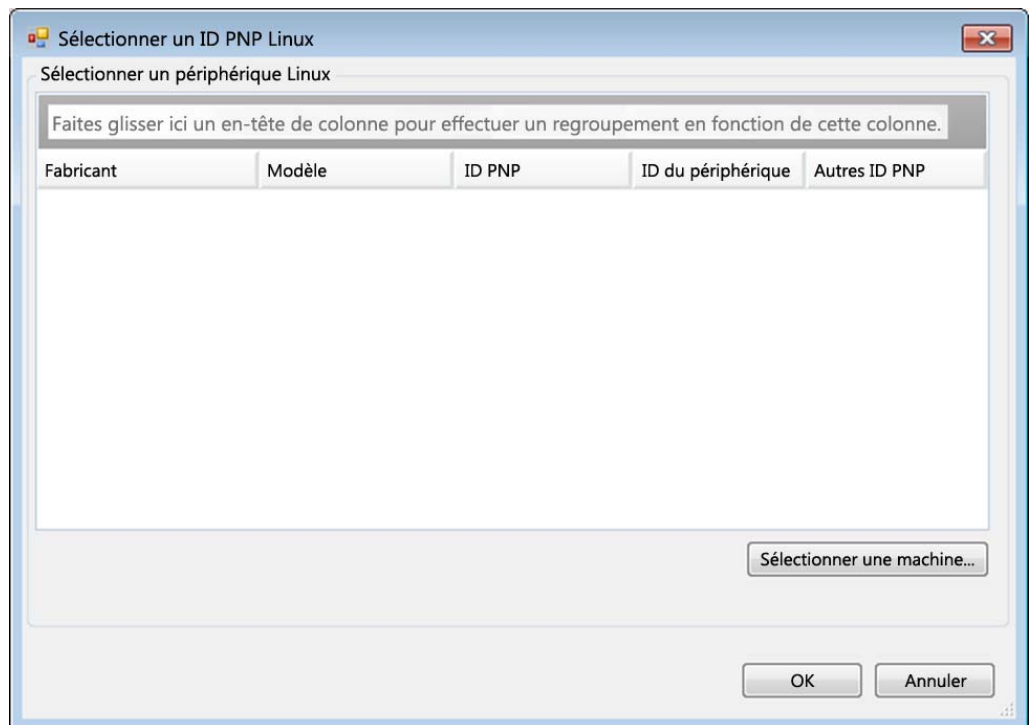 Sélectionner un ID PNP Linux
Sélectionner un périphérique Linux
Faites glisser ici un en-tête de colonne pour effectuer un regroupement en fonction de cette colonne.
Fabricant Modèle ID PNP ID du périphérique Autres ID PNP
Sélectionner une machine...
OK Annuler